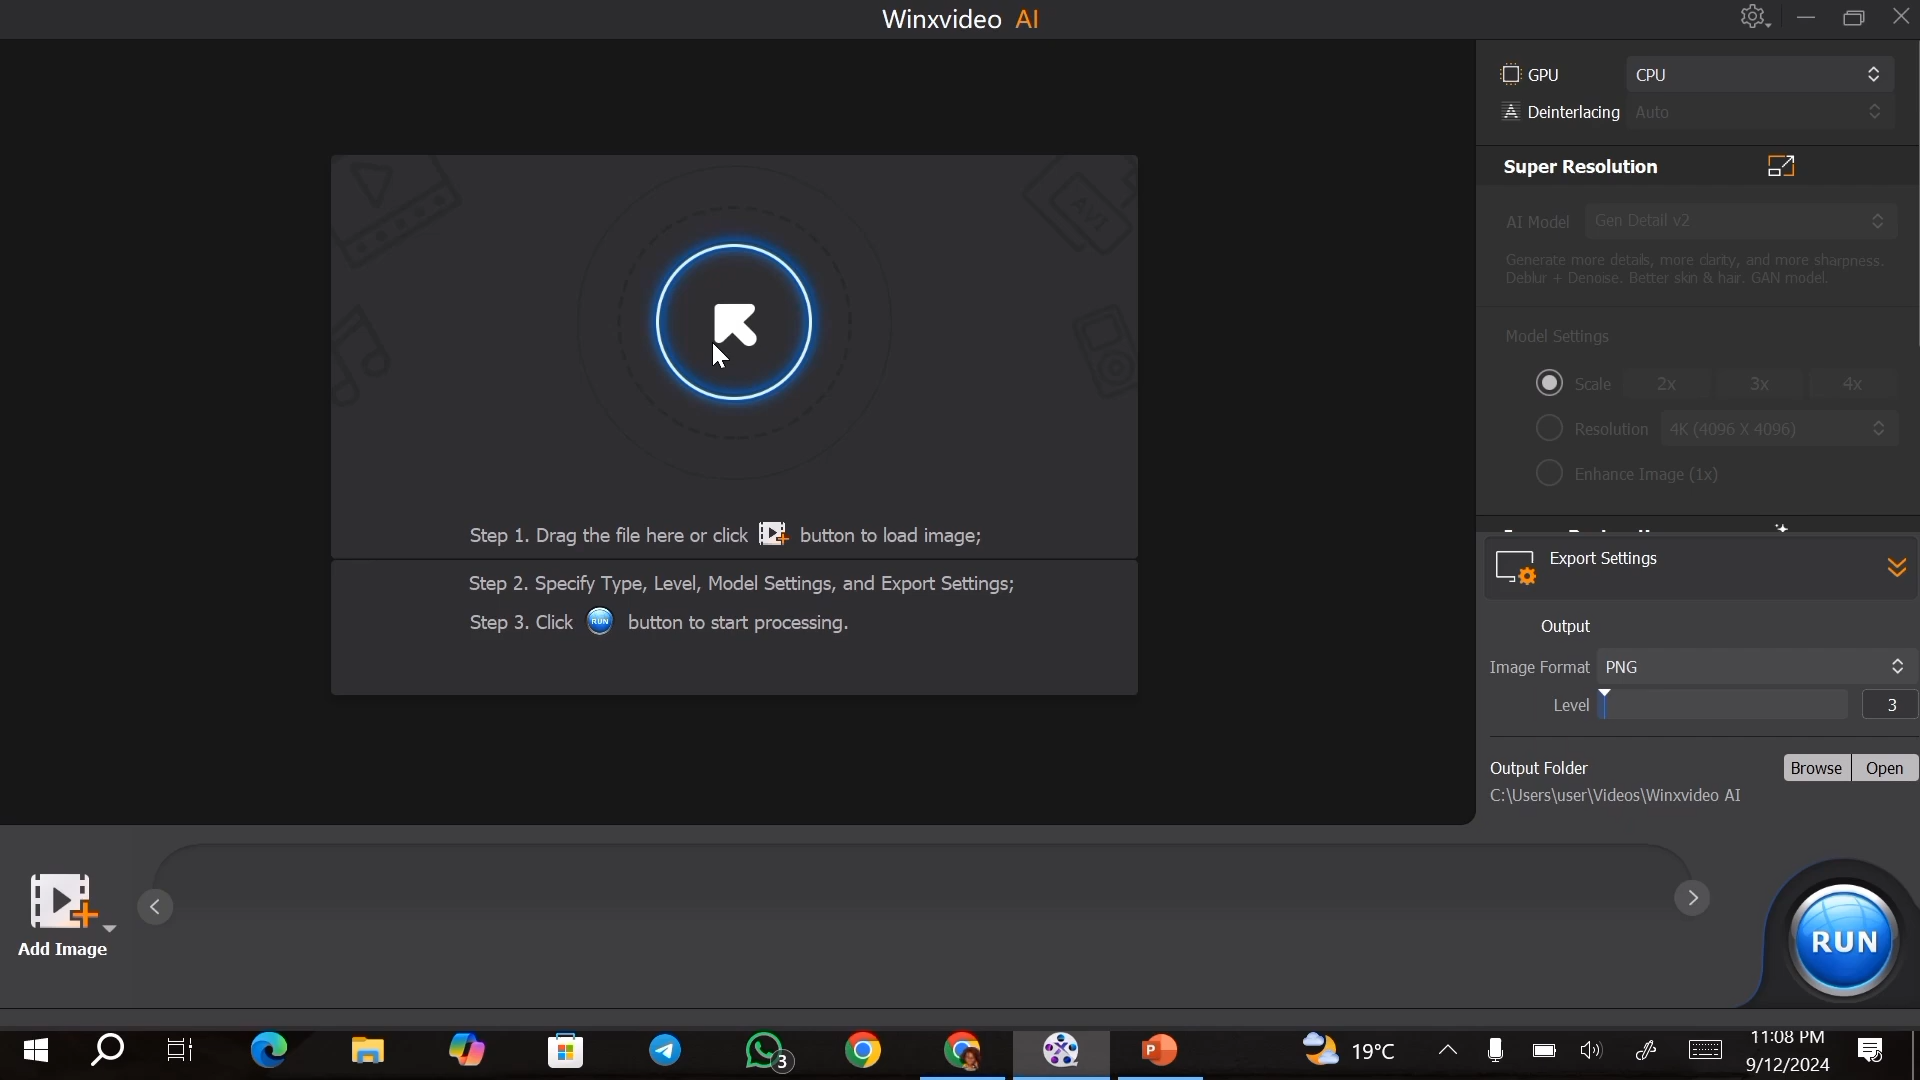 Winxvideo AI
GPU CPU
Deinterlacing Auto
Super Resolution
AI Model Gen Detail v2
Generate more details, more clarity, and more sharpness.
Deblur + Denoise. Better skin & hair. GAN model.
Model Settings
Scale 2x 3x 4x
Resolution 4K (4096 X 4096)
Enhance Image (1x)
AVI
Step 1. Drag the file here or click button to load image;
Step 2. Specify Type, Level, Model Settings, and Export Settings;
Step 3. Click RUN button to start processing.
Export Settings
Output
Image Format PNG
Level 3
Output Folder Browse Open
C:\Users\user\Videos\Winxvideo AI
Add Image
RUN
3
19°C
11:08 PM
9/12/2024